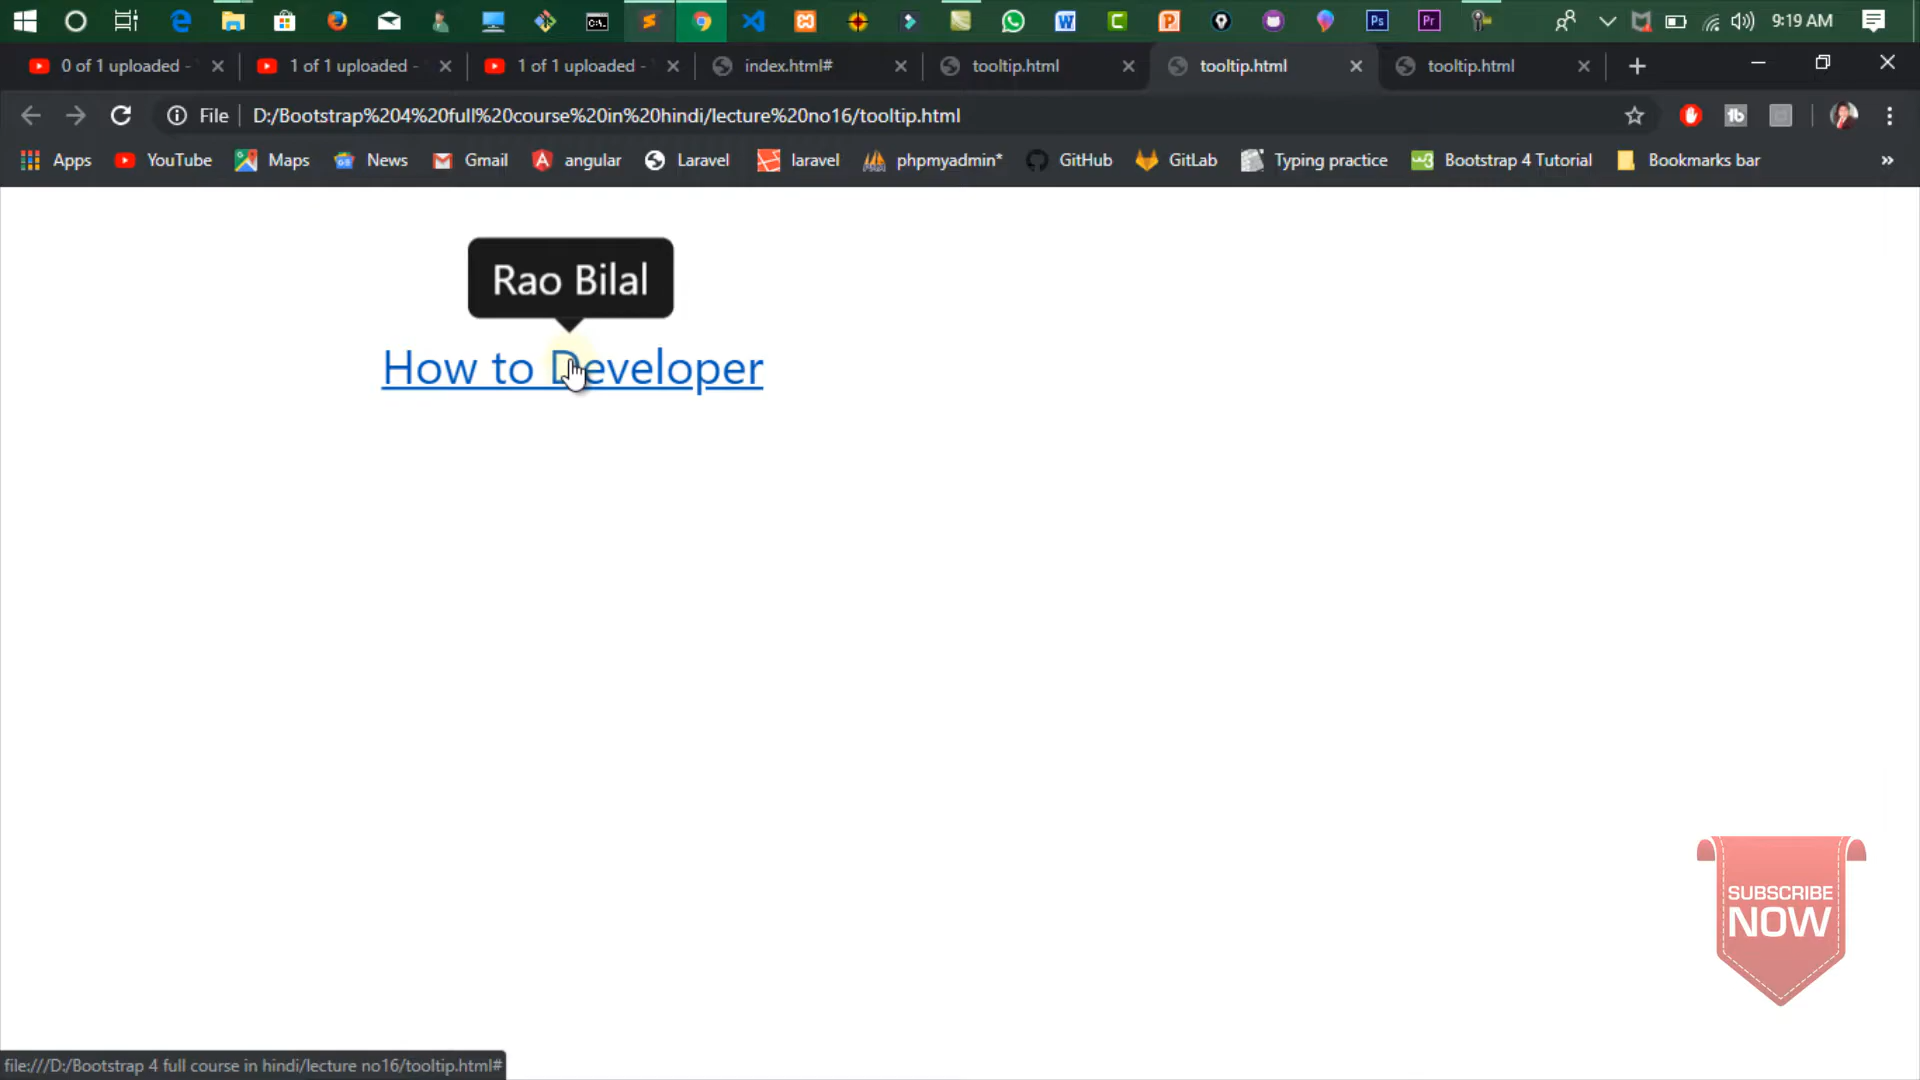 9:19 AM
0 of 1 uploaded -
1 of 1 uploaded -
1 of 1 uploaded -
index.html#
tooltip.html
tooltip.html
tooltip.html
File D:/Bootstrap%204%20full%20course%20in%20hindi/lecture%20no16/tooltip.html
Apps YouTube Maps News Gmail angular Laravel laravel phpmyadmin* GitHub GitLab Typing practice Bootstrap 4 Tutorial Bookmarks bar »
Rao Bilal
How to Developer
SUBSCRIBE
NOW
file:///D:/Bootstrap 4 full course in hindi/lecture no16/tooltip.html#